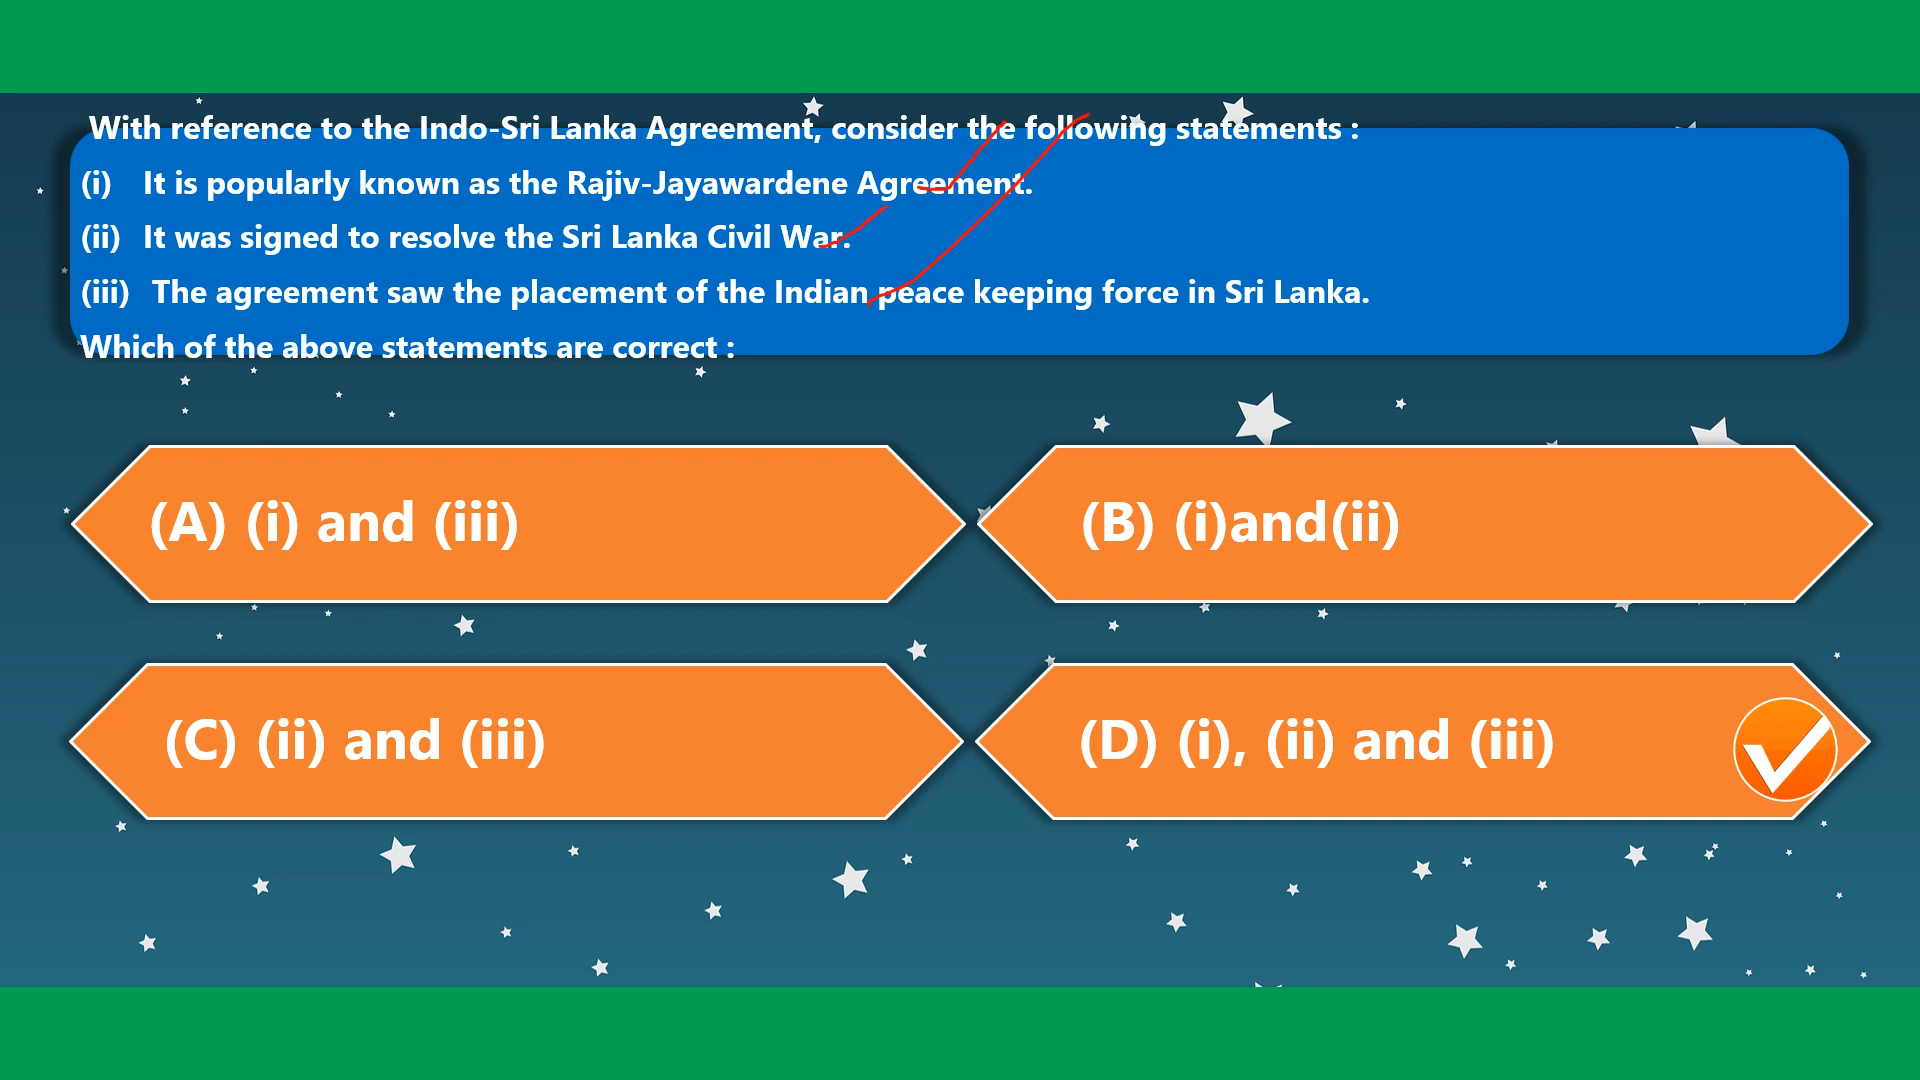 With reference to the Indo-Sri Lanka Agreement, consider the following statements :
(i) It is popularly known as the Rajiv-Jayawardene Agreement.
(ii) It was signed to resolve the Sri Lanka Civil War.
(iii) The agreement saw the placement of the Indian peace keeping force in Sri Lanka.
Which of the above statements are correct :
(A) (i) and (iii)
(B) (i)and(ii)
(C) (ii) and (iii)
(D) (i), (ii) and (iii)